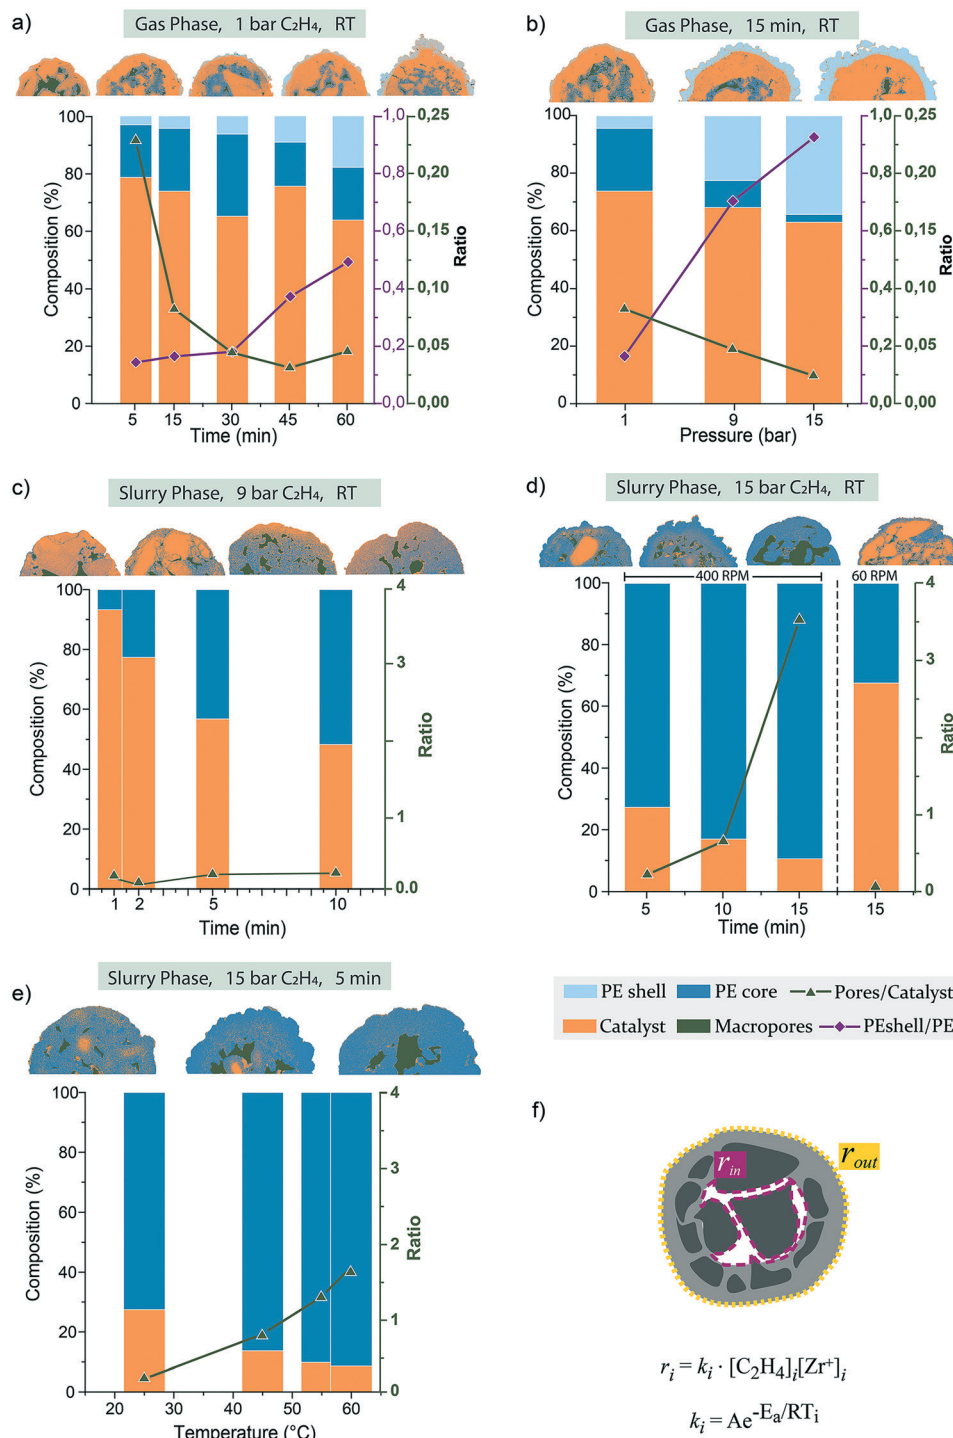 a)
Gas Phase, 1 bar C₂H₄, RT
100
80
60
40
20
0
Composition (%)
5 15 30 45 60
Time (min)
1,0
0,8
0,6
0,4
0,2
0,0
0,25
0,20
0,15
0,10
0,05
0,00
Ratio
b)
Gas Phase, 15 min, RT
100
80
60
40
20
0
Composition (%)
1 9 15
Pressure (bar)
1,0
0,8
0,6
0,4
0,2
0,0
0,25
0,20
0,15
0,10
0,05
0,00
Ratio
c)
Slurry Phase, 9 bar C₂H₄, RT
100
80
60
40
20
0
Composition (%)
1 2 5 10
Time (min)
4
3
2
1
0.0
Ratio
d)
Slurry Phase, 15 bar C₂H₄, RT
400 RPM
60 RPM
100
80
60
40
20
0
Composition (%)
5 10 15 15
Time (min)
4
3
2
1
0
Ratio
e)
Slurry Phase, 15 bar C₂H₄, 5 min
100
80
60
40
20
0
Composition (%)
20 30 40 50 60
Temperature (°C)
4
3
2
1
0
Ratio
PE shell PE core Pores/Catalyst
Catalyst Macropores PEshell/PE
f)
r_in
r_out
r_i = k_i · [C₂H₄]_i[Zr⁺]_i
k_i = Ae^-E_a/RT_i